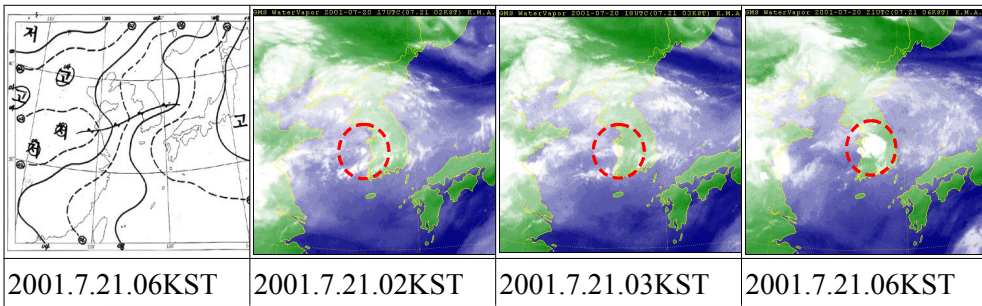 저
고
고
저
저
고
GMS WaterVapor 2001-07-20 17UTC(07.21 02KST) K.M.A.
GMS WaterVapor 2001-07-20 18UTC(07.21 03KST) K.M.A.
GMS WaterVapor 2001-07-20 21UTC(07.21 06KST) K.M.A.
2001.7.21.06KST
2001.7.21.02KST
2001.7.21.03KST
2001.7.21.06KST